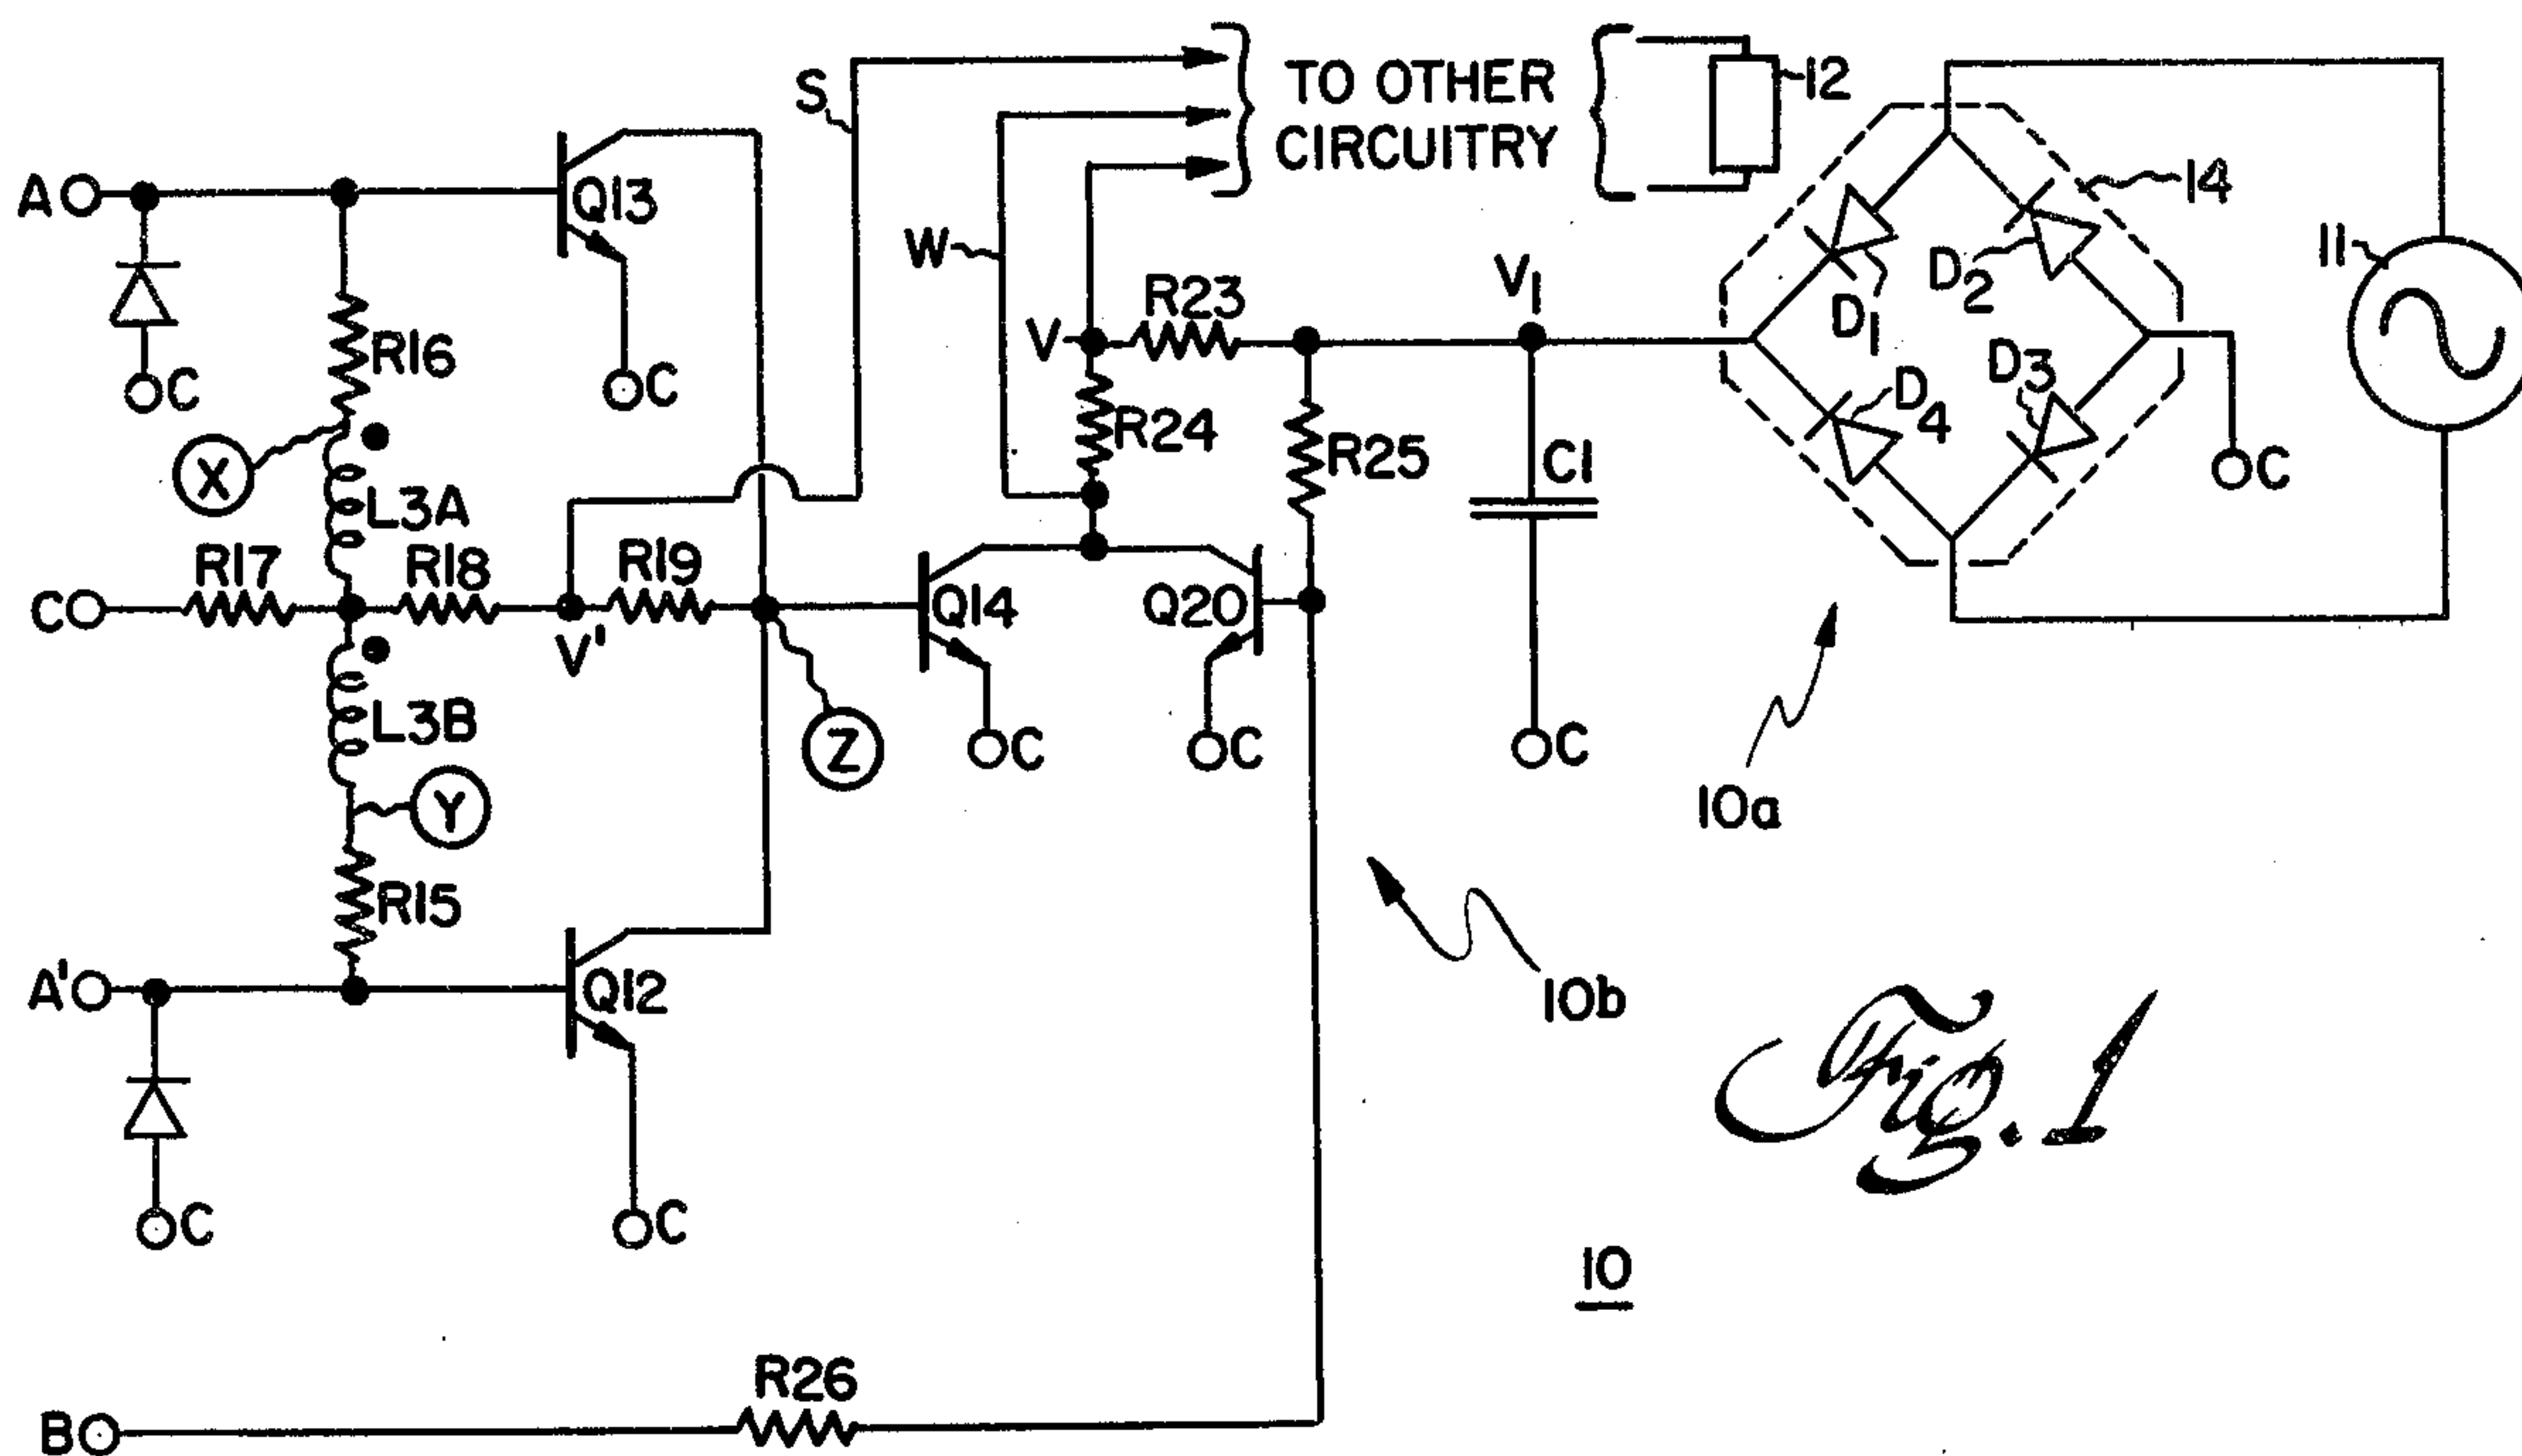 S
TO OTHER
CIRCUITRY
12
A
Q13
W
14
11
V1
R23
D1
D2
V
R16
C
C
R24
R25
C1
D4
D3
C
X
L3A
R17
R18
R19
Q14
Q20
C
V'
L3B
Z
C
C
C
Y
10a
R15
A'
Q12
10b
C
C
Fig. 1
10
R26
B